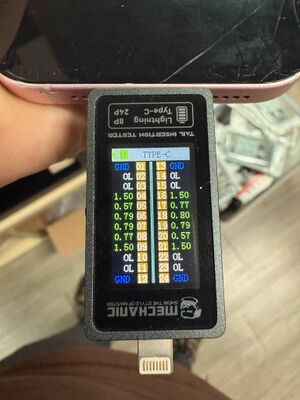 Lightning 8P
Type-C 24P
TAIL INSERTION TESTER
TYPE-C
GND 01 13 GND
OL 02 14 OL
OL 03 15 OL
1.50 04 16 1.50
0.77 05 17 0.77
0.79 06 18 0.80
0.79 07 19 0.79
0.77 08 20 0.57
1.50 09 21 1.50
OL 10 22 OL
OL 11 23 OL
GND 12 24 GND
MECHANIC
SHOW THE STYLE OF MASTER